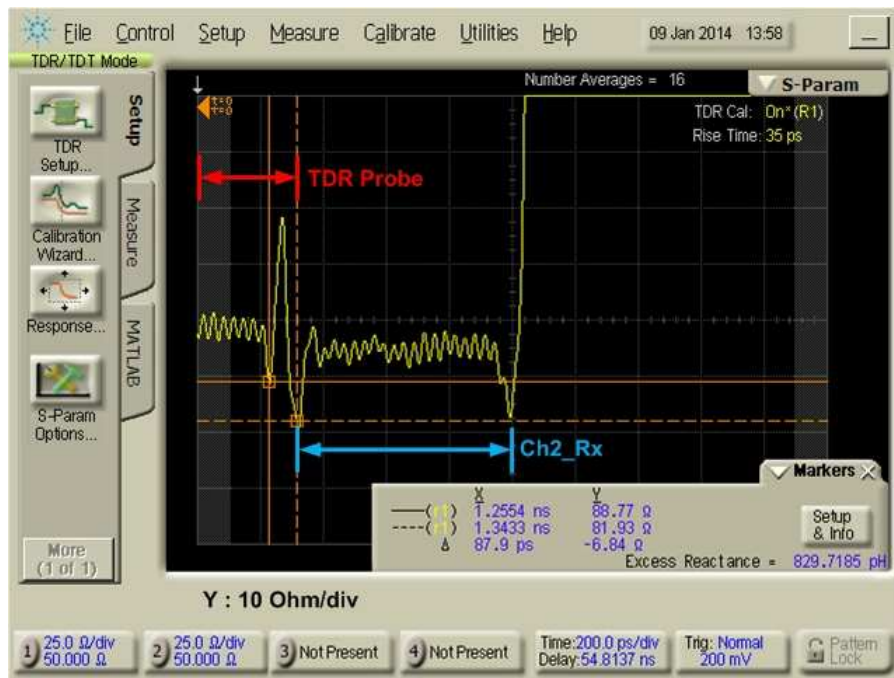 File Control Setup Measure Calibrate Utilities Help 09 Jan 2014 13:58
TDR/TDT Mode
Number Averages = 16
S-Param
TDR Cal: On*(R1)
Rise Time: 35 ps
t=0
t=0
Setup
Measure
MATLAB
TDR
Setup...
Calibration
Wizard...
Response...
S-Param
Options...
More
(1 of 1)
TDR Probe
Ch2_Rx
Markers
X Y
(r1) 1.2554 ns 88.77 Ω
(r1) 1.3433 ns 81.93 Ω
Δ 87.9 ps -6.84 Ω
Setup
& Info
Excess Reactance = 829.7185 pH
Y : 10 Ohm/div
1 25.0 Ω/div
50.000 Ω
2 25.0 Ω/div
50.000 Ω
3 Not Present
4 Not Present
Time:200.0 ps/div
Delay:54.8137 ns
Trig: Normal
200 mV
Pattern
Lock